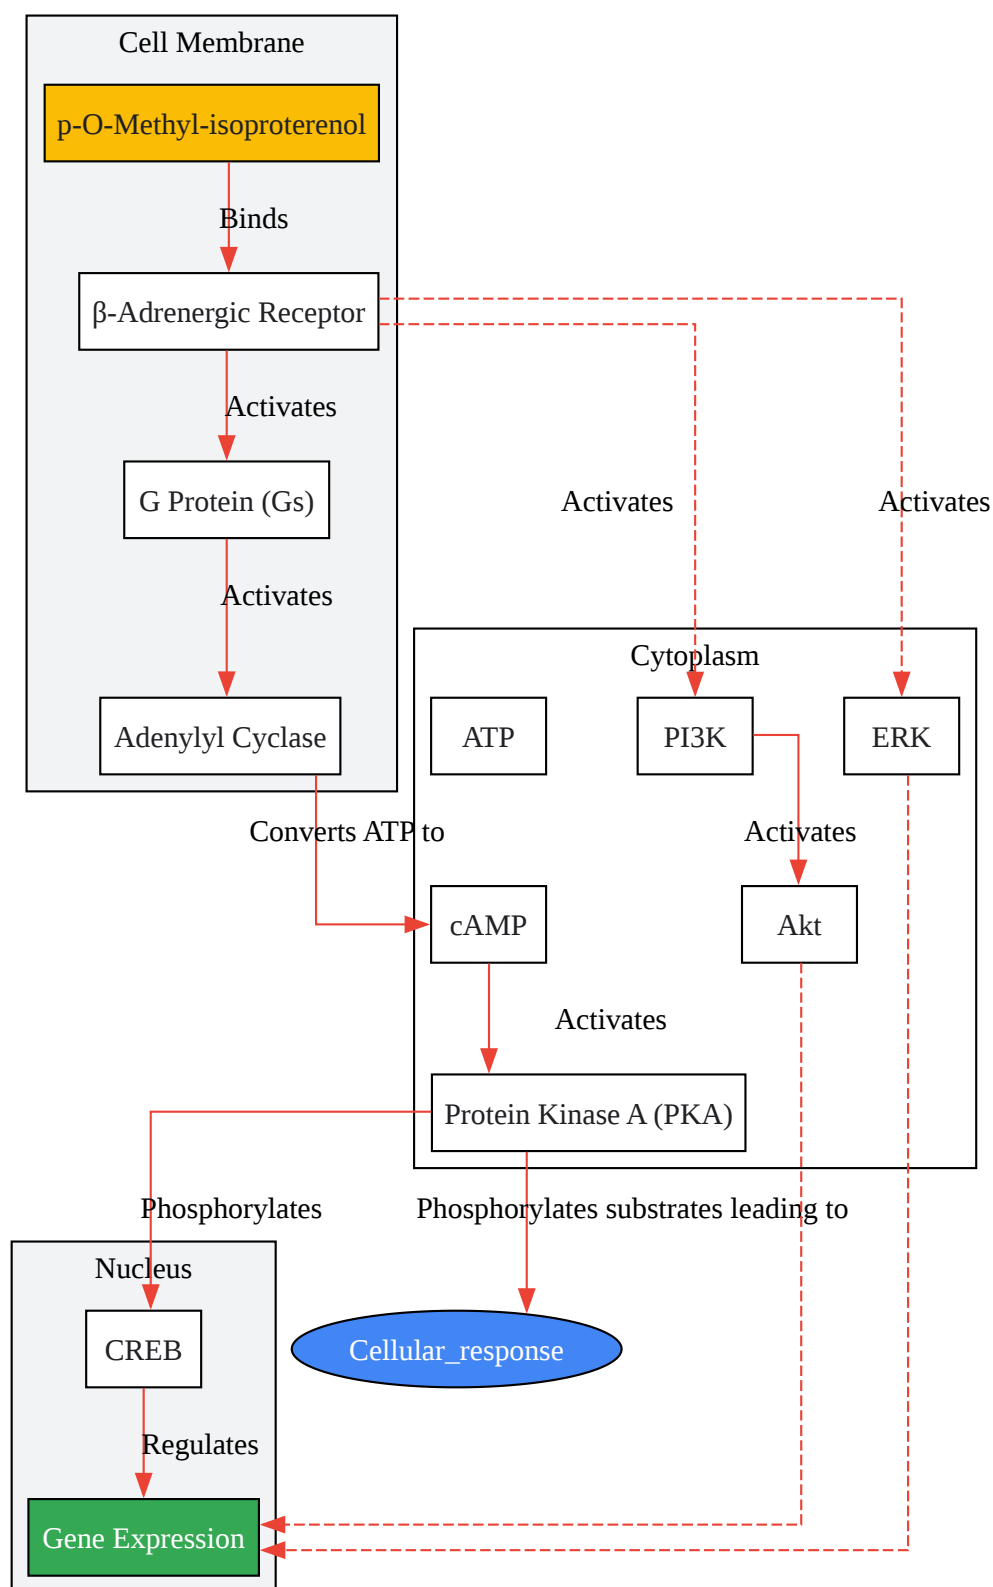 Cell Membrane
p-O-Methyl-isoproterenol
Binds
β-Adrenergic Receptor
Activates
G Protein (Gs)
Activates
Activates
Activates
Adenylyl Cyclase
Cytoplasm
ATP
PI3K
ERK
Converts ATP to
Activates
cAMP
Akt
Activates
Protein Kinase A (PKA)
Phosphorylates
Phosphorylates substrates leading to
Nucleus
CREB
Cellular_response
Regulates
Gene Expression